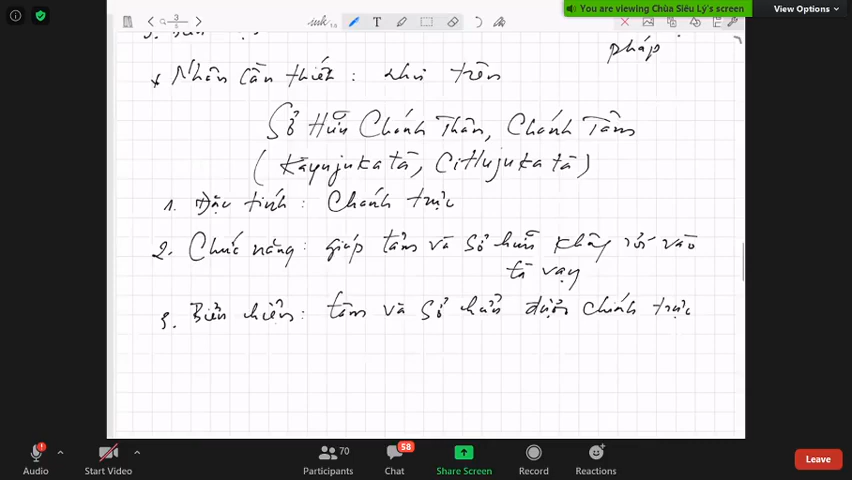 You are viewing Chùa Siêu Lý's screen
View Options
3
ink
T
pháp
* Nhân cần thiết: như trên
Sở Hữu Chánh Thân, Chánh Tâm
(Kāyujukatā, Cittujukatā)
1. Đặc tính: Chánh trực
2. Chức năng: giúp tâm và sở hữu không rơi vào
tà vạy
3. Biểu hiện: tâm và sở hữu được chánh trực
Audio
Start Video
70
Participants
58
Chat
Share Screen
Record
Reactions
Leave